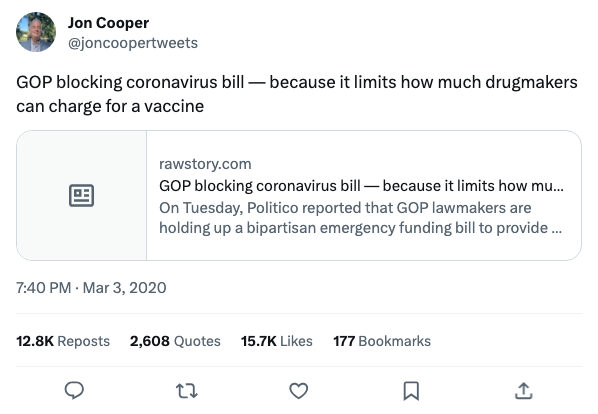 Jon Cooper
@joncoopertweets
GOP blocking coronavirus bill — because it limits how much drugmakers
can charge for a vaccine
rawstory.com
GOP blocking coronavirus bill — because it limits how mu...
On Tuesday, Politico reported that GOP lawmakers are
holding up a bipartisan emergency funding bill to provide ...
7:40 PM · Mar 3, 2020
12.8K Reposts 2,608 Quotes 15.7K Likes 177 Bookmarks